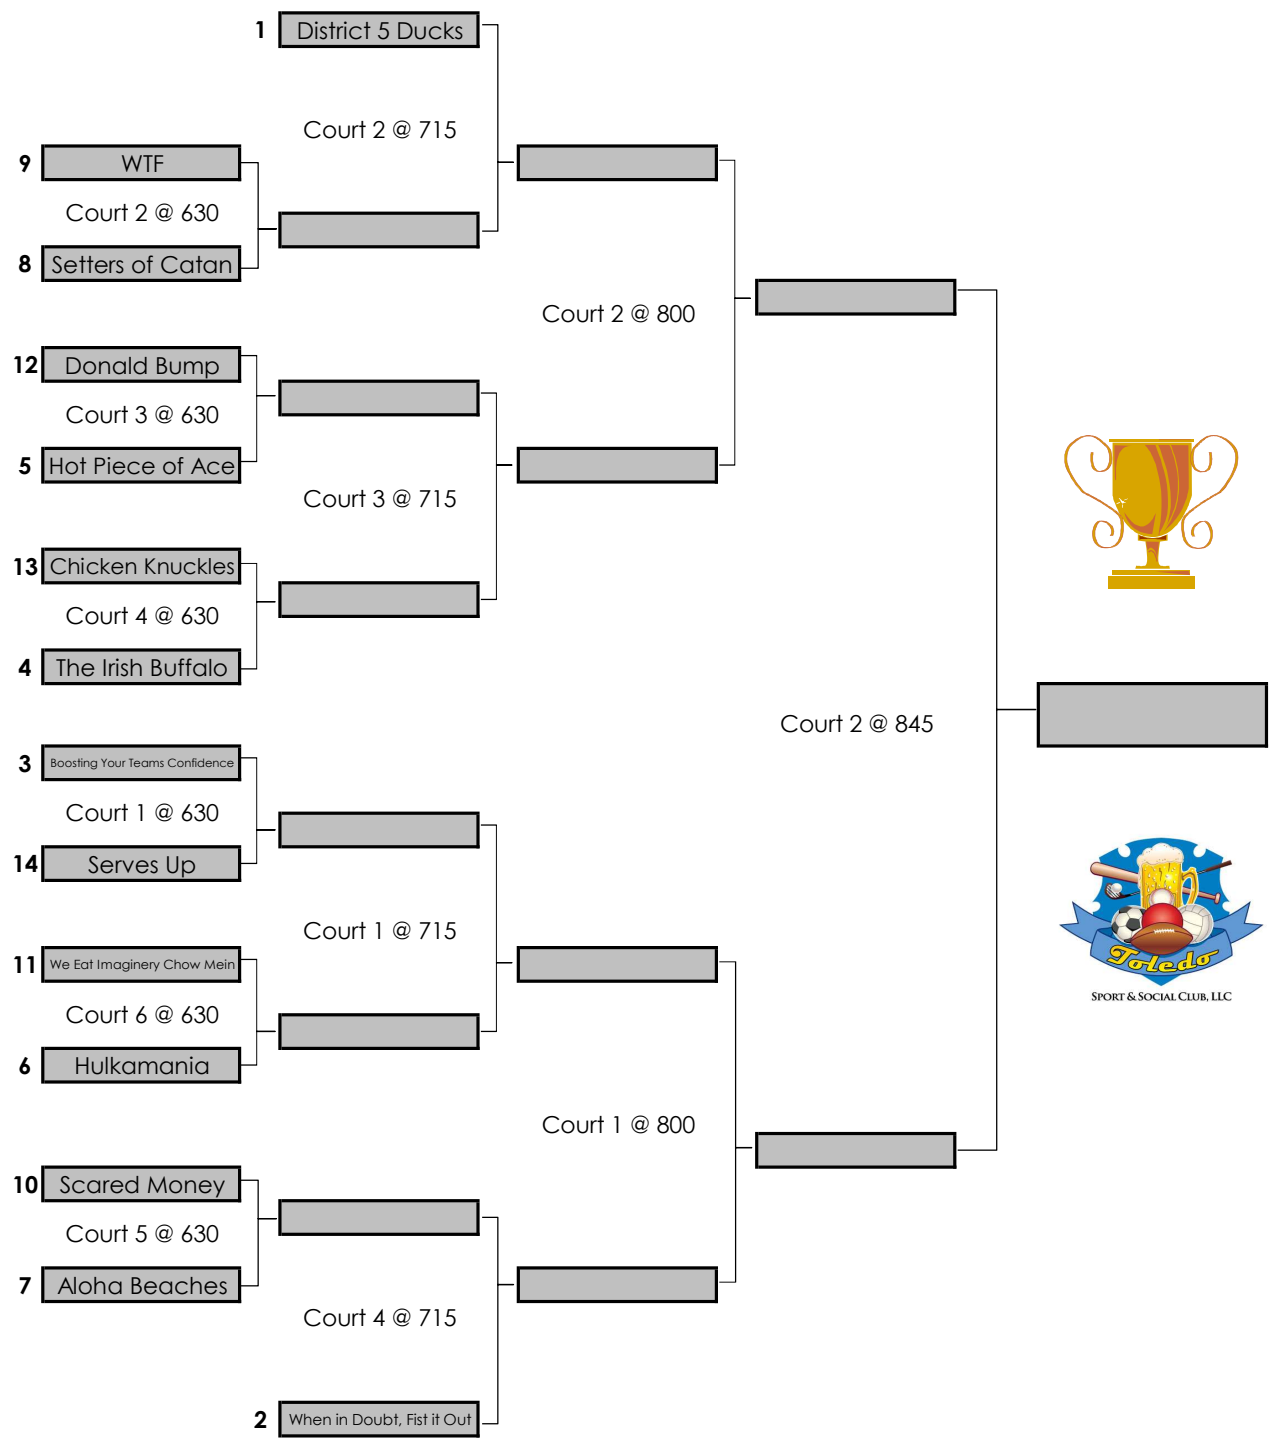 1 District 5 Ducks
Court 2 @ 715
9 WTF
Court 2 @ 630
8 Setters of Catan
Court 2 @ 800
12 Donald Bump
Court 3 @ 630
5 Hot Piece of Ace
Court 3 @ 715
13 Chicken Knuckles
Court 4 @ 630
4 The Irish Buffalo
Court 2 @ 845
3 Boosting Your Teams Confidence
Court 1 @ 630
14 Serves Up
Court 1 @ 715
11 We Eat Imaginery Chow Mein
Court 6 @ 630
6 Hulkamania
Toledo
SPORT & SOCIAL CLUB, LLC
Court 1 @ 800
10 Scared Money
Court 5 @ 630
7 Aloha Beaches
Court 4 @ 715
2 When in Doubt, Fist it Out